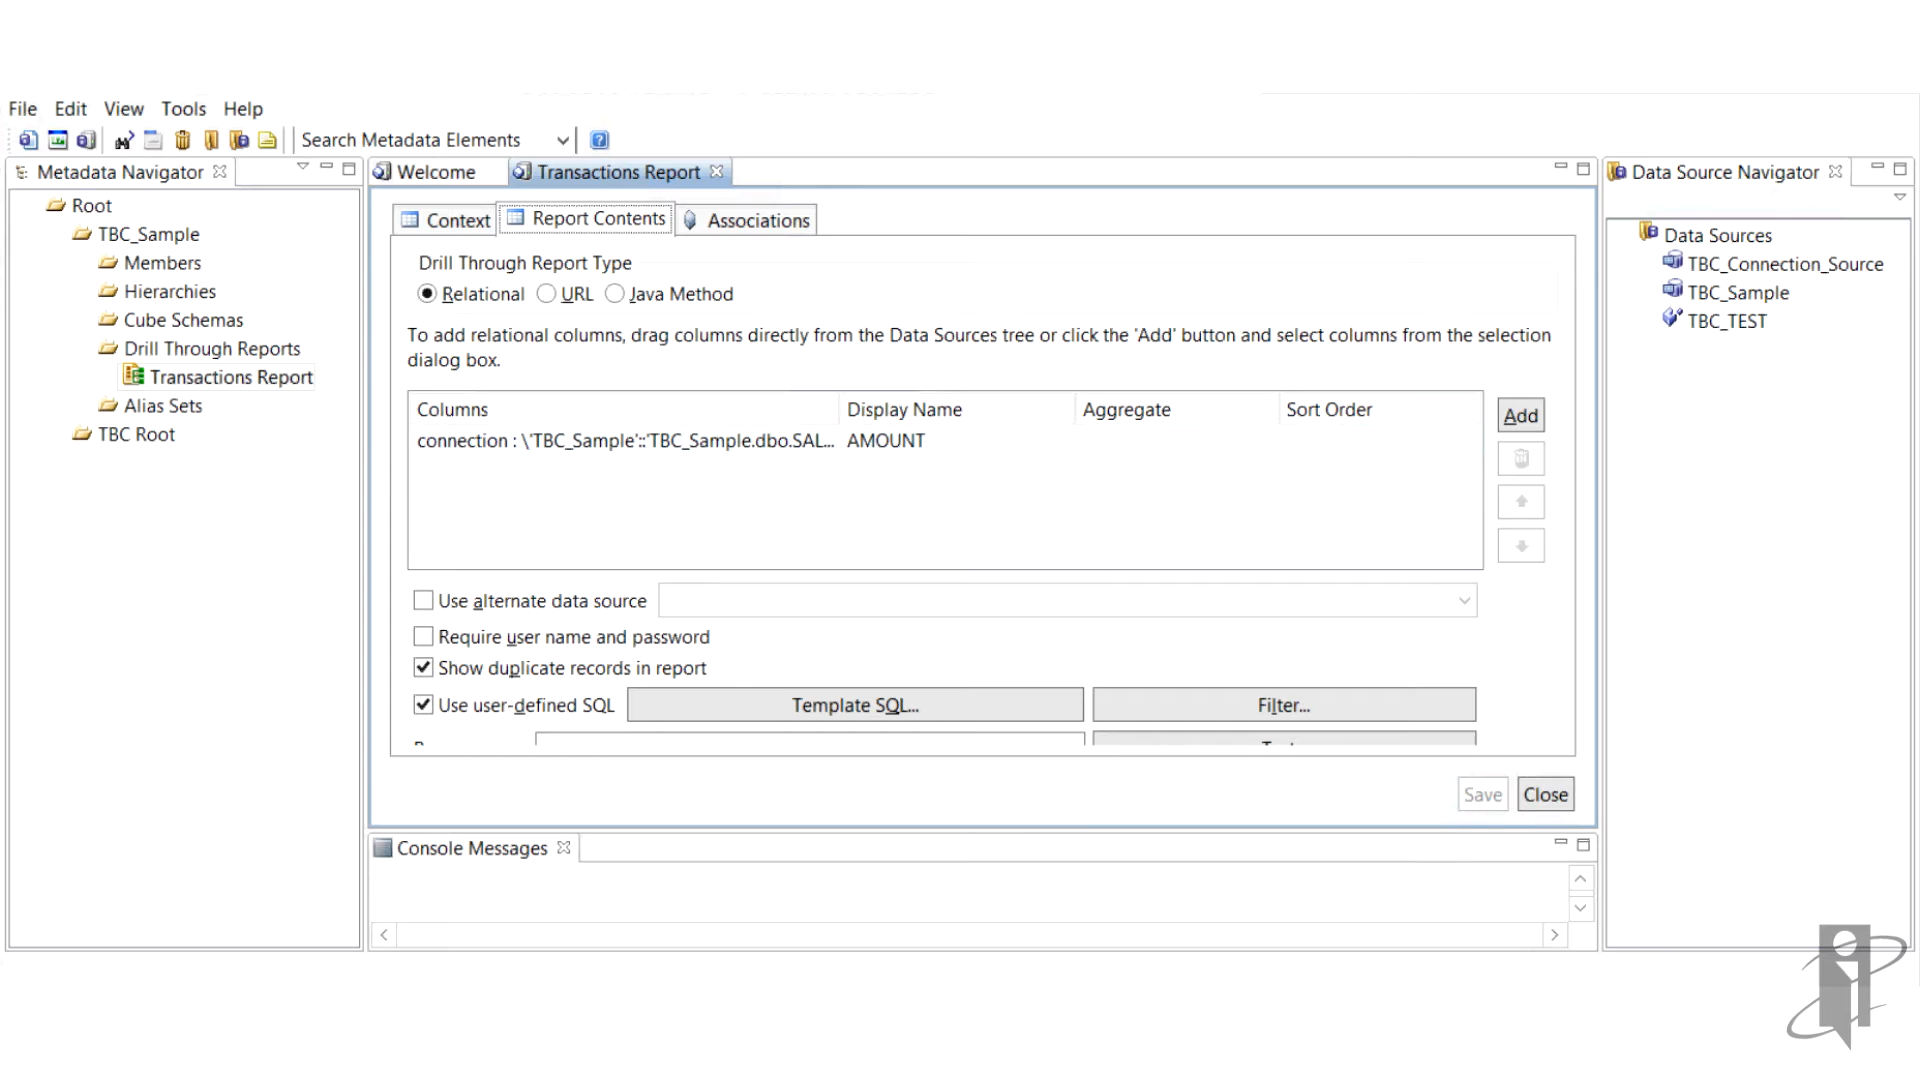 File Edit View Tools Help
Search Metadata Elements
Metadata Navigator
Root
TBC_Sample
Members
Hierarchies
Cube Schemas
Drill Through Reports
Transactions Report
Alias Sets
TBC Root
Welcome Transactions Report
Context Report Contents Associations
Drill Through Report Type
Relational URL Java Method
To add relational columns, drag columns directly from the Data Sources tree or click the 'Add' button and select columns from the selection
dialog box.
Columns Display Name Aggregate Sort Order
connection : \'TBC_Sample'::'TBC_Sample.dbo.SAL... AMOUNT
Add
Use alternate data source
Require user name and password
Show duplicate records in report
Use user-defined SQL Template SQL... Filter...
Save Close
Console Messages
Data Source Navigator
Data Sources
TBC_Connection_Source
TBC_Sample
TBC_TEST